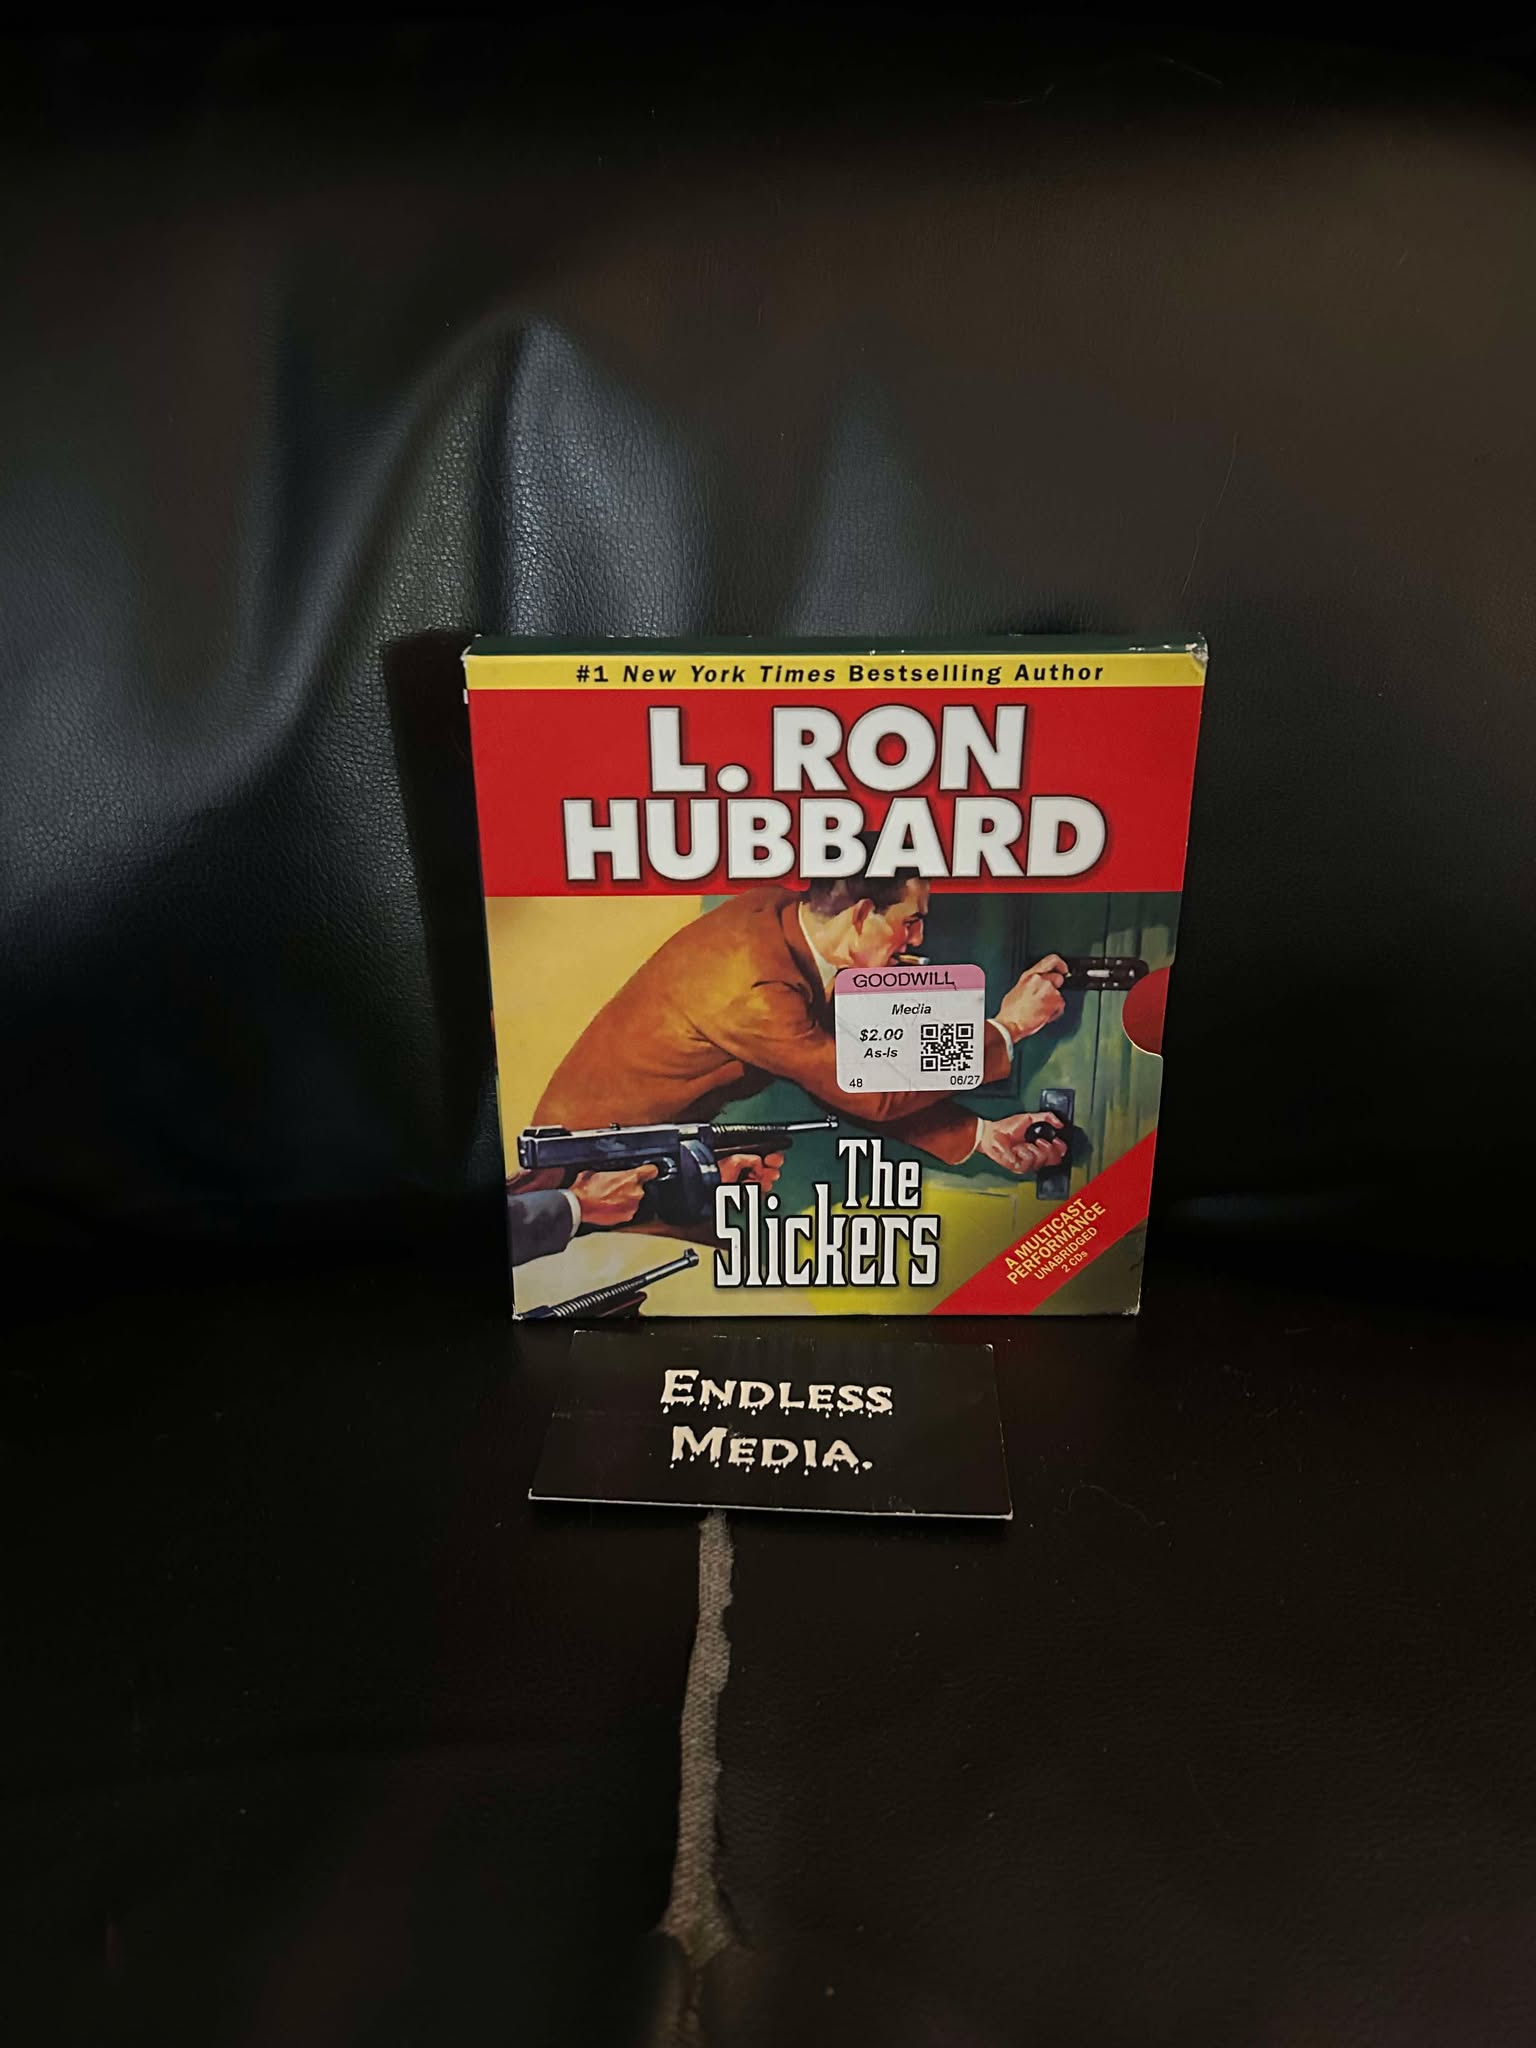 #1 New York Times Bestselling Author
L. RON
HUBBARD
GOODWILL
Media
$2.00
As-Is
48 06/27
The
Slickers
A MULTICAST
PERFORMANCE
UNABRIDGED
2 CDs
ENDLESS
MEDIA.